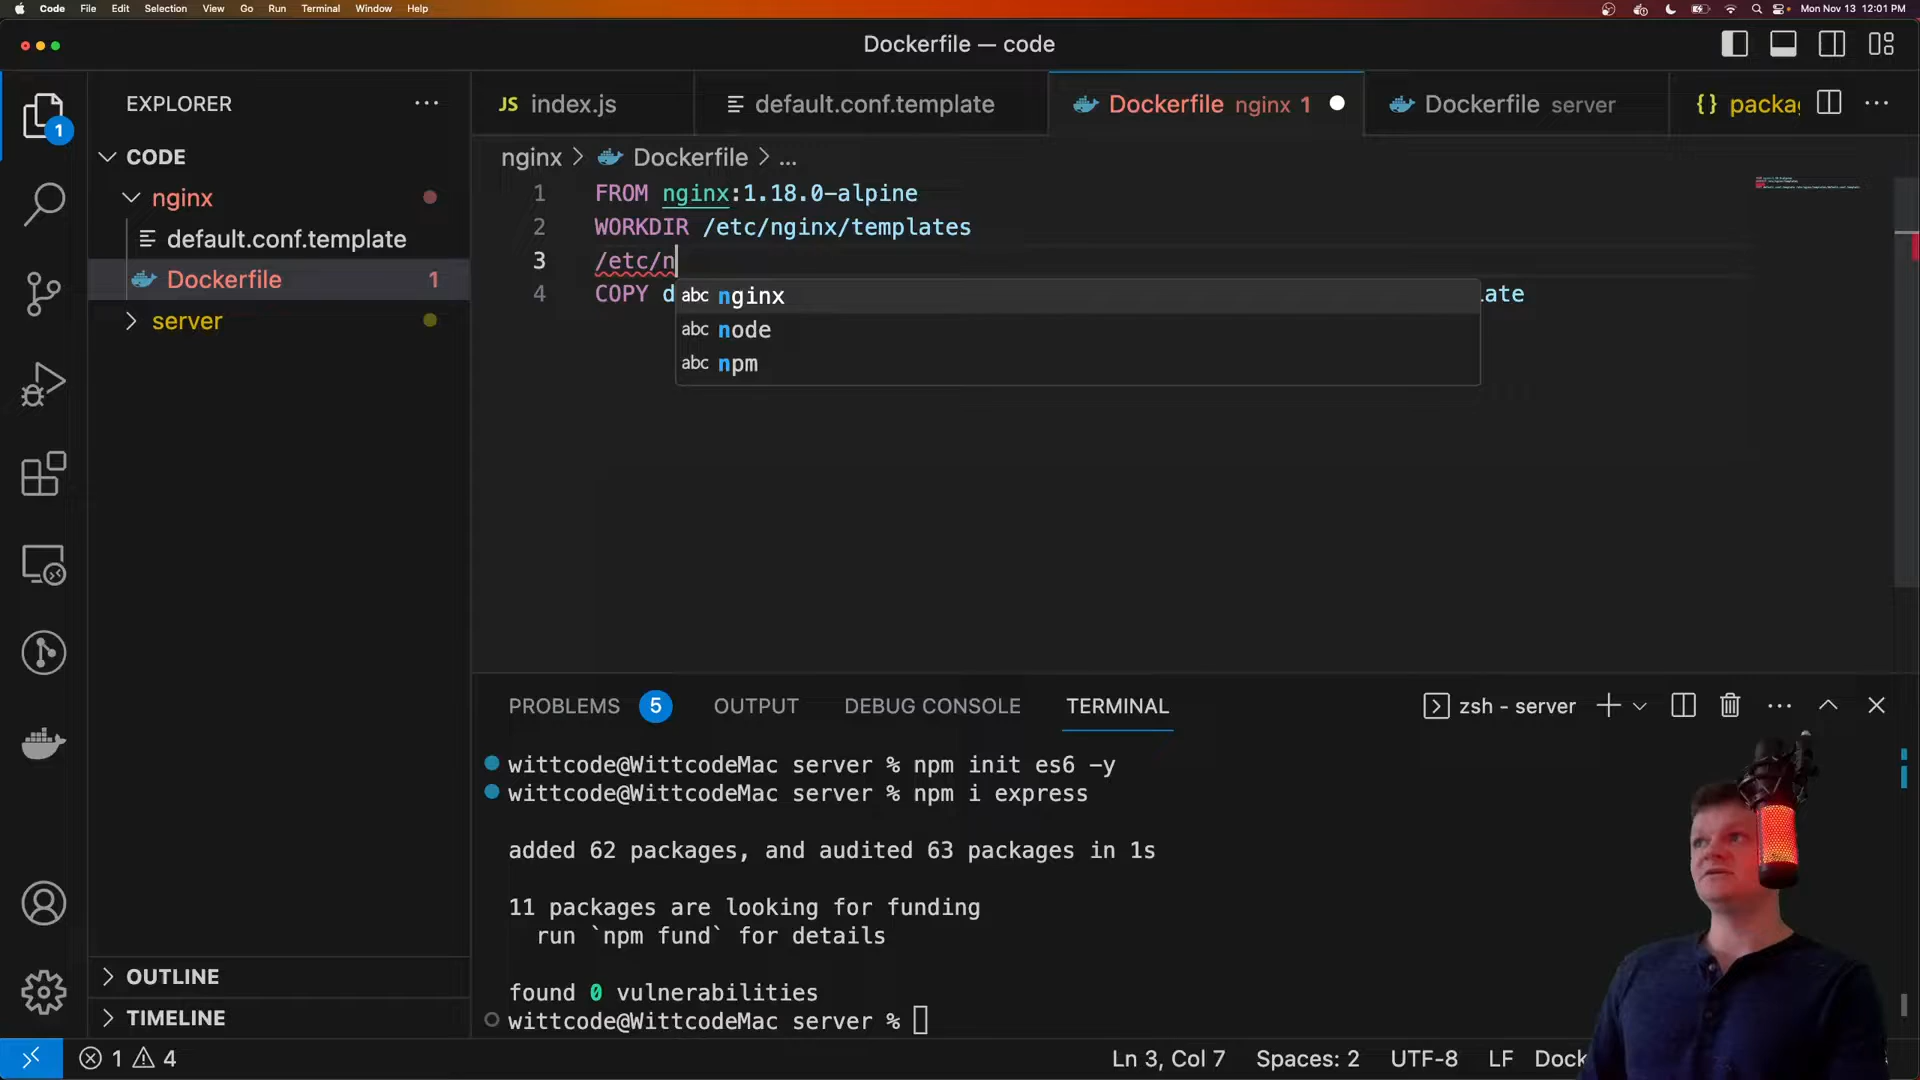 Code File Edit Selection View Go Run Terminal Window Help Mon Nov 13 12:01 PM
Dockerfile — code
EXPLORER
JS index.js default.conf.template Dockerfile nginx 1 Dockerfile server {} packa
1
CODE
nginx > Dockerfile > ...
nginx
1 FROM nginx:1.18.0-alpine
default.conf.template
2 WORKDIR /etc/nginx/templates
Dockerfile 1
3 /etc/n
server
4 COPY d
.ate
abc nginx
abc node
abc npm
PROBLEMS 5 OUTPUT DEBUG CONSOLE TERMINAL zsh - server
wittcode@WittcodeMac server % npm init es6 -y
wittcode@WittcodeMac server % npm i express
added 62 packages, and audited 63 packages in 1s
11 packages are looking for funding
run `npm fund` for details
found 0 vulnerabilities
wittcode@WittcodeMac server %
OUTLINE
TIMELINE
1 4 Ln 3, Col 7 Spaces: 2 UTF-8 LF Dock